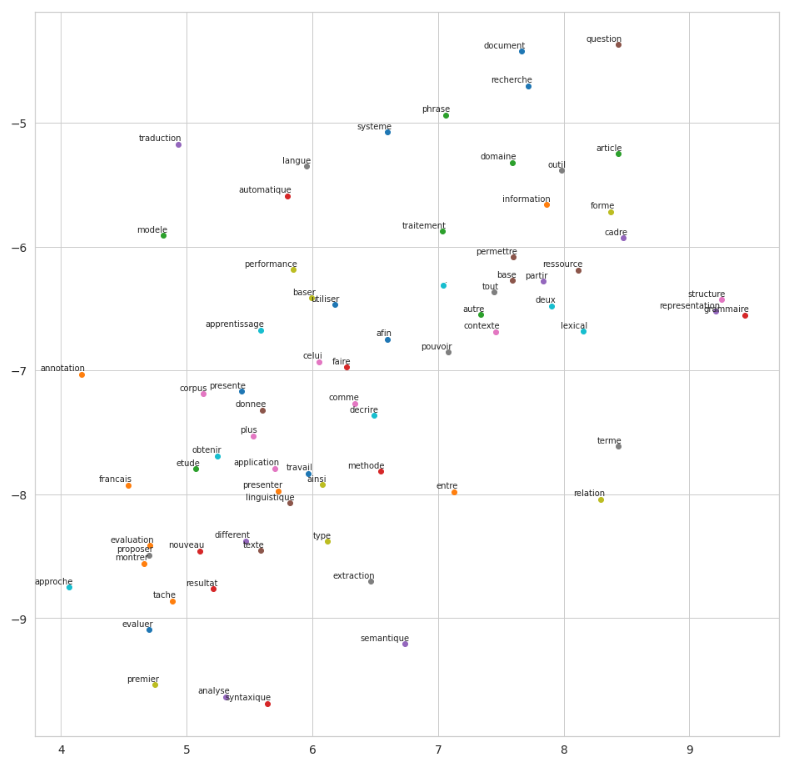 question
document
recherche
phrase
−5
systeme
traduction
article
langue
domaine
outil
automatique
information
forme
modele
traitement
cadre
−6
permettre
performance
ressource
base
partir
tout
baser
structure
utiliser
deux
representation
autre
grammaire
apprentissage
contexte
lexical
afin
pouvoir
celui
faire
−7
annotation
corpus
presente
comme
donnee
decrire
plus
terme
obtenir
etude
application
travail
methode
−8
francais
presenter
ainsi
entre
linguistique
relation
evaluation
different
type
proposer
nouveau
texte
montrer
approche
resultat
extraction
−9
tache
evaluer
semantique
premier
analyse
syntaxique
4 5 6 7 8 9